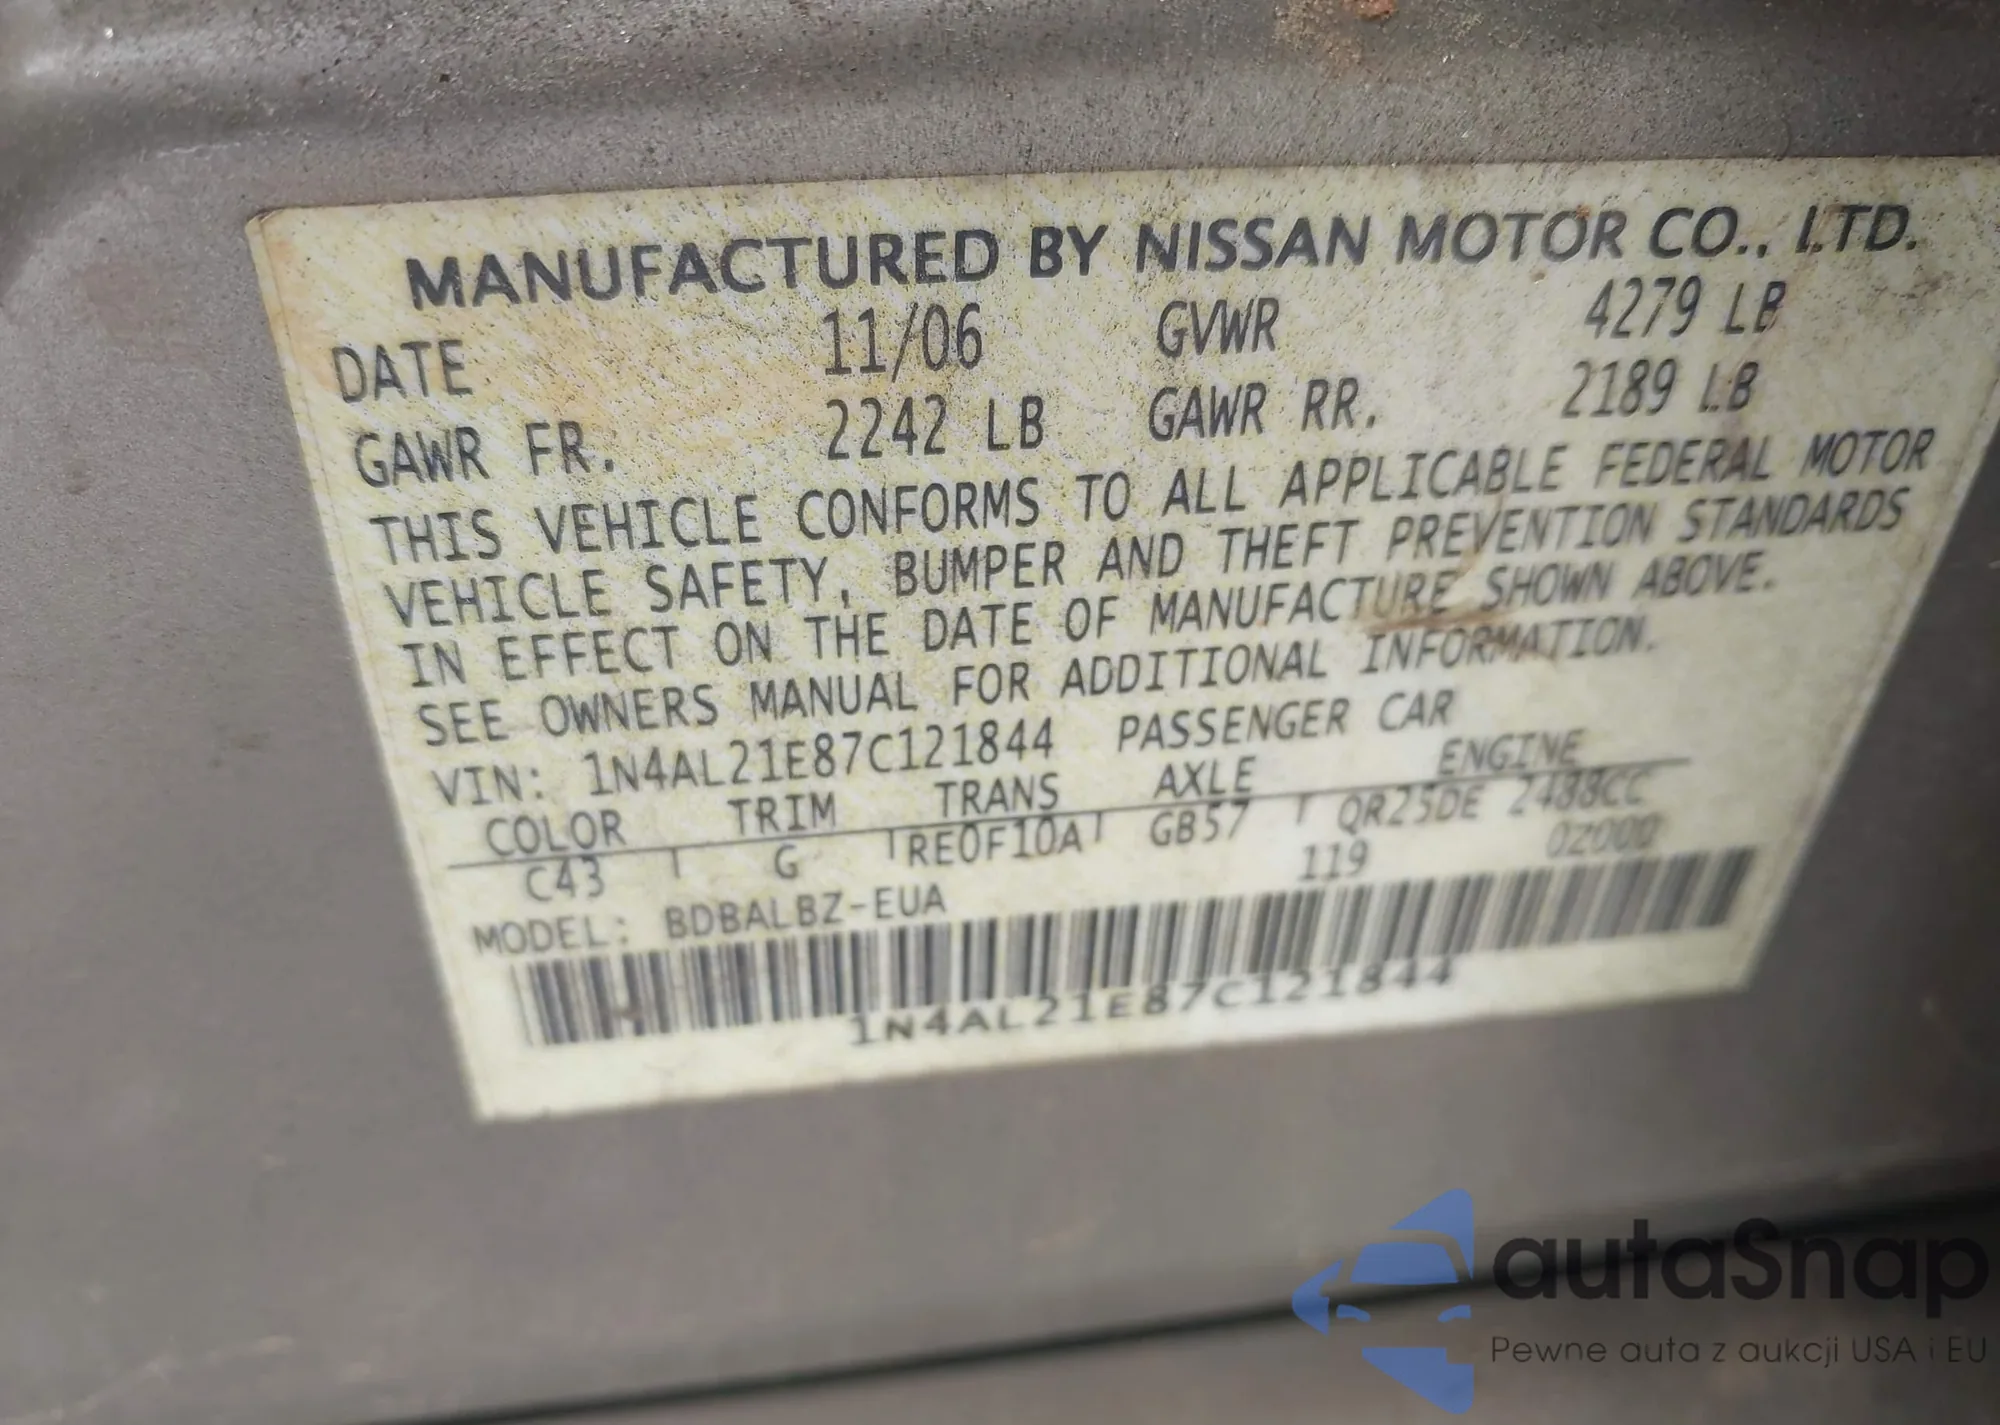 MANUFACTURED BY NISSAN MOTOR CO., LTD.
DATE 11/06 GVWR 4279 LB
GAWR FR. 2242 LB GAWR RR. 2189 LB
THIS VEHICLE CONFORMS TO ALL APPLICABLE FEDERAL MOTOR
VEHICLE SAFETY, BUMPER AND THEFT PREVENTION STANDARDS
IN EFFECT ON THE DATE OF MANUFACTURE SHOWN ABOVE.
SEE OWNERS MANUAL FOR ADDITIONAL INFORMATION.
VIN: 1N4AL21E87C121844 PASSENGER CAR
COLOR TRIM TRANS AXLE ENGINE
C43 G RE0F10A GB57 QR25DE 2488CC
MODEL: BDBALBZ-EUA 119 0Z000
1N4AL21E87C121844
autaSnap
Pewne auta z aukcji USA i EU